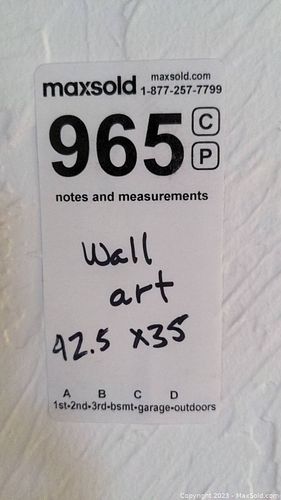 maxsold
maxsold.com
1-877-257-7799
965
C
P
notes and measurements
Wall
art
42.5 x35
A B C D
1st-2nd-3rd-bsmt-garage-outdoors
Copyright 2023 - MaxSold.com